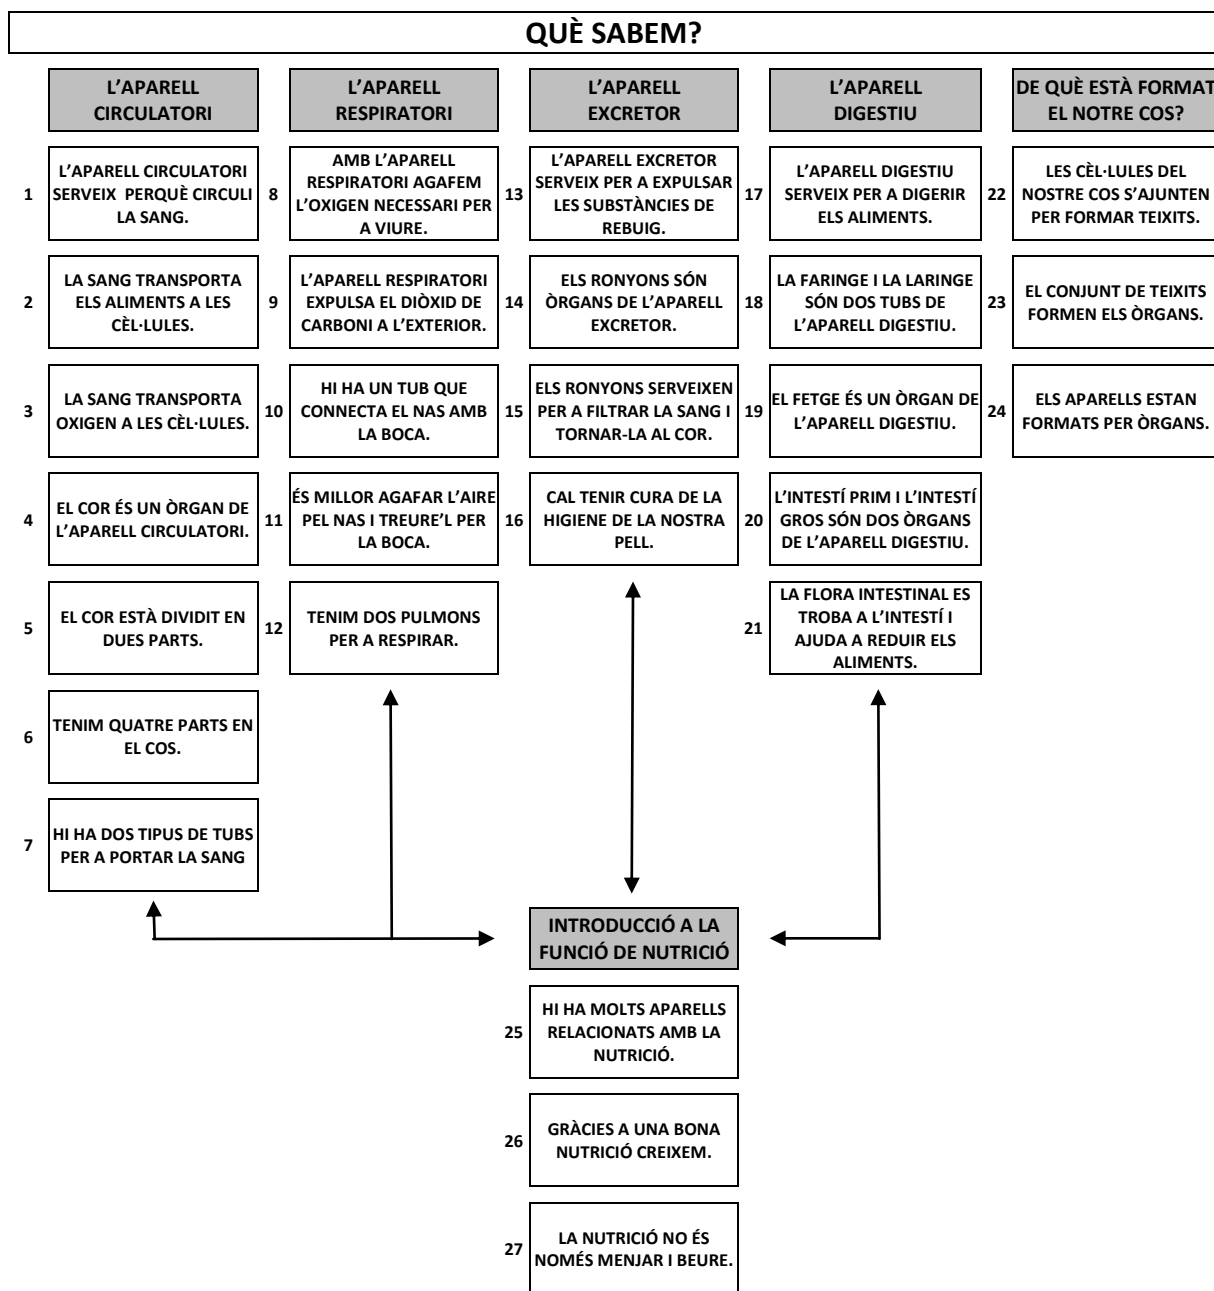 QUÈ SABEM?
L'APARELL
CIRCULATORI
1
L'APARELL CIRCULATORI
SERVEIX PERQUÈ CIRCULI
LA SANG.
2
LA SANG TRANSPORTA
ELS ALIMENTS A LES
CÈL·LULES.
3
LA SANG TRANSPORTA
OXIGEN A LES CÈL·LULES.
4
EL COR ÉS UN ÒRGAN DE
L'APARELL CIRCULATORI.
5
EL COR ESTÀ DIVIDIT EN
DUES PARTS.
6
TENIM QUATRE PARTS EN
EL COS.
7
HI HA DOS TIPUS DE TUBS
PER A PORTAR LA SANG
L'APARELL
RESPIRATORI
8
AMB L'APARELL
RESPIRATORI AGAFEM
L'OXIGEN NECESSARI PER
A VIURE.
9
L'APARELL RESPIRATORI
EXPULSA EL DIÒXID DE
CARBONI A L'EXTERIOR.
10
HI HA UN TUB QUE
CONNECTA EL NAS AMB
LA BOCA.
11
ÉS MILLOR AGAFAR L'AIRE
PEL NAS I TREURE'L PER
LA BOCA.
12
TENIM DOS PULMONS
PER A RESPIRAR.
L'APARELL
EXCRETOR
13
L'APARELL EXCRETOR
SERVEIX PER A EXPULSAR
LES SUBSTÀNCIES DE
REBUIG.
14
ELS RONYONS SÓN
ÒRGANS DE L'APARELL
EXCRETOR.
15
ELS RONYONS SERVEIXEN
PER A FILTRAR LA SANG I
TORNAR-LA AL COR.
16
CAL TENIR CURA DE LA
HIGIENE DE LA NOSTRA
PELL.
L'APARELL
DIGESTIU
17
L'APARELL DIGESTIU
SERVEIX PER A DIGERIR
ELS ALIMENTS.
18
LA FARINGE I LA LARINGE
SÓN DOS TUBS DE
L'APARELL DIGESTIU.
19
EL FETGE ÉS UN ÒRGAN DE
L'APARELL DIGESTIU.
20
L'INTESTÍ PRIM I L'INTESTÍ
GROS SÓN DOS ÒRGANS
DE L'APARELL DIGESTIU.
21
LA FLORA INTESTINAL ES
TROBA A L'INTESTÍ I
AJUDA A REDUIR ELS
ALIMENTS.
DE QUÈ ESTÀ FORMAT
EL NOTRE COS?
22
LES CÈL·LULES DEL
NOSTRE COS S'AJUNTEN
PER FORMAR TEIXITS.
23
EL CONJUNT DE TEIXITS
FORMEN ELS ÒRGANS.
24
ELS APARELLS ESTAN
FORMATS PER ÒRGANS.
INTRODUCCIÓ A LA
FUNCIÓ DE NUTRICIÓ
25
HI HA MOLTS APARELLS
RELACIONATS AMB LA
NUTRICIÓ.
26
GRÀCIES A UNA BONA
NUTRICIÓ CREIXEM.
27
LA NUTRICIÓ NO ÉS
NOMÉS MENJAR I BEURE.